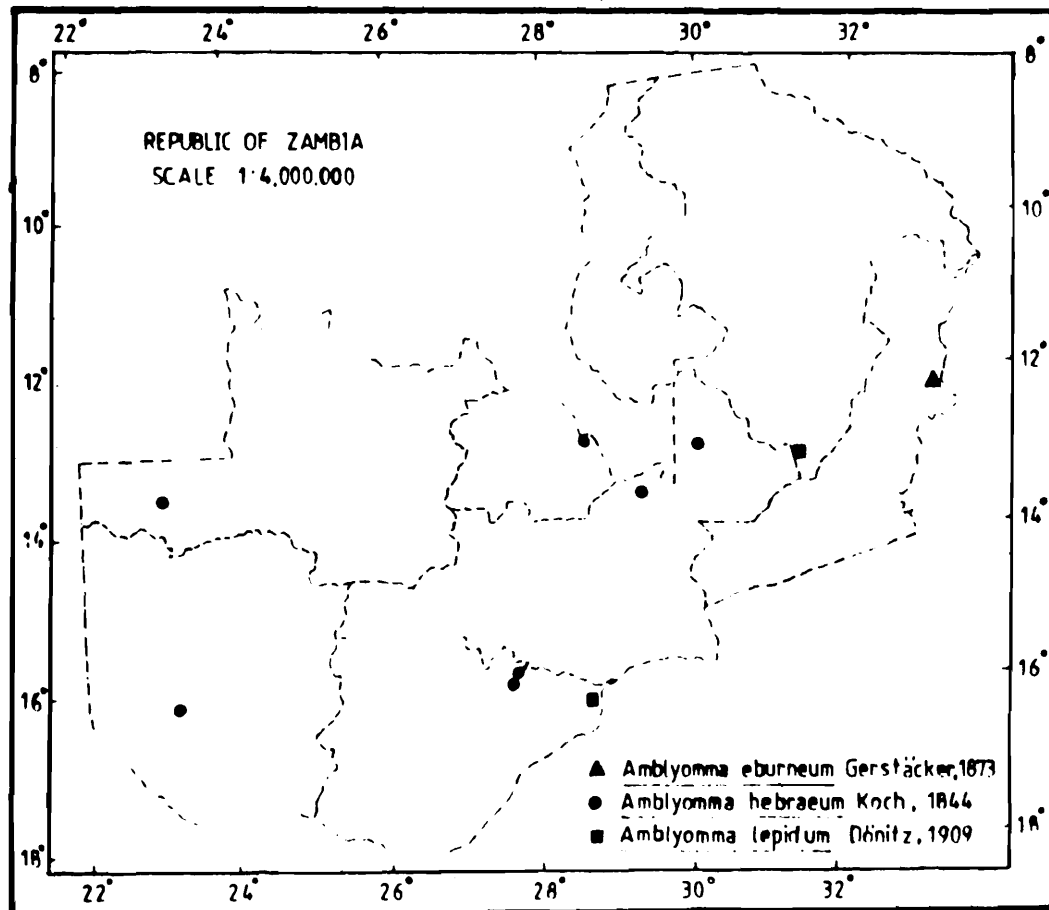 22° 24° 26° 28° 30° 32°
8° 8°
REPUBLIC OF ZAMBIA
SCALE 1:4,000.000
10° 10°
12° 12°
14° 14°
16° 16°
▲ Amblyomma eburneum Gerstäcker,1873
● Amblyomma hebraeum Koch, 1844
■ Amblyomma lepidum Dönitz, 1909
18° 18°
22° 24° 26° 28° 30° 32°